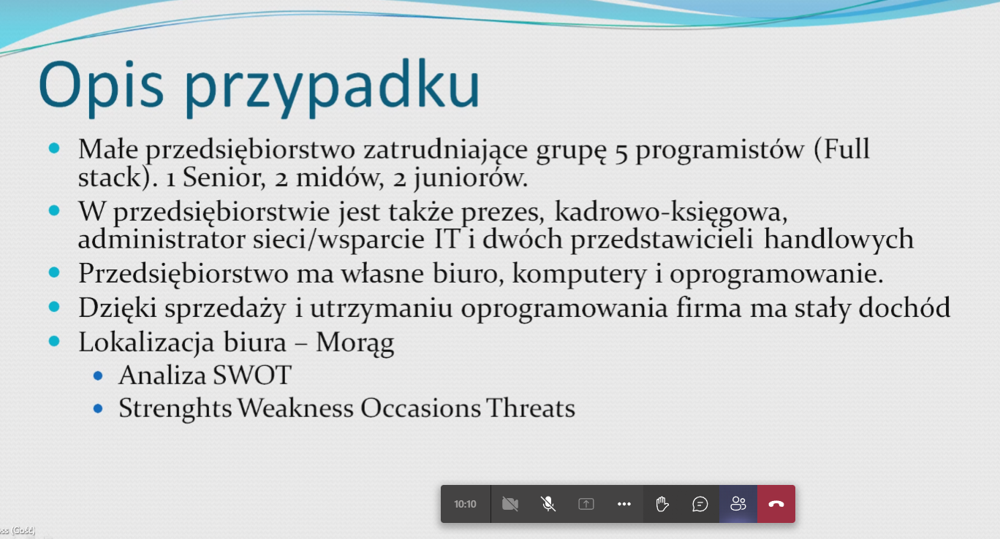 Opis przypadku
Małe przedsiębiorstwo zatrudniające grupę 5 programistów (Full
stack). 1 Senior, 2 midów, 2 juniorów.
W przedsiębiorstwie jest także prezes, kadrowo-księgowa,
administrator sieci/wsparcie IT i dwóch przedstawicieli handlowych
Przedsiębiorstwo ma własne biuro, komputery i oprogramowanie.
Dzięki sprzedaży i utrzymaniu oprogramowania firma ma stały dochód
Lokalizacja biura – Morąg
Analiza SWOT
Strenghts Weakness Occasions Threats
10:10
(Gość)